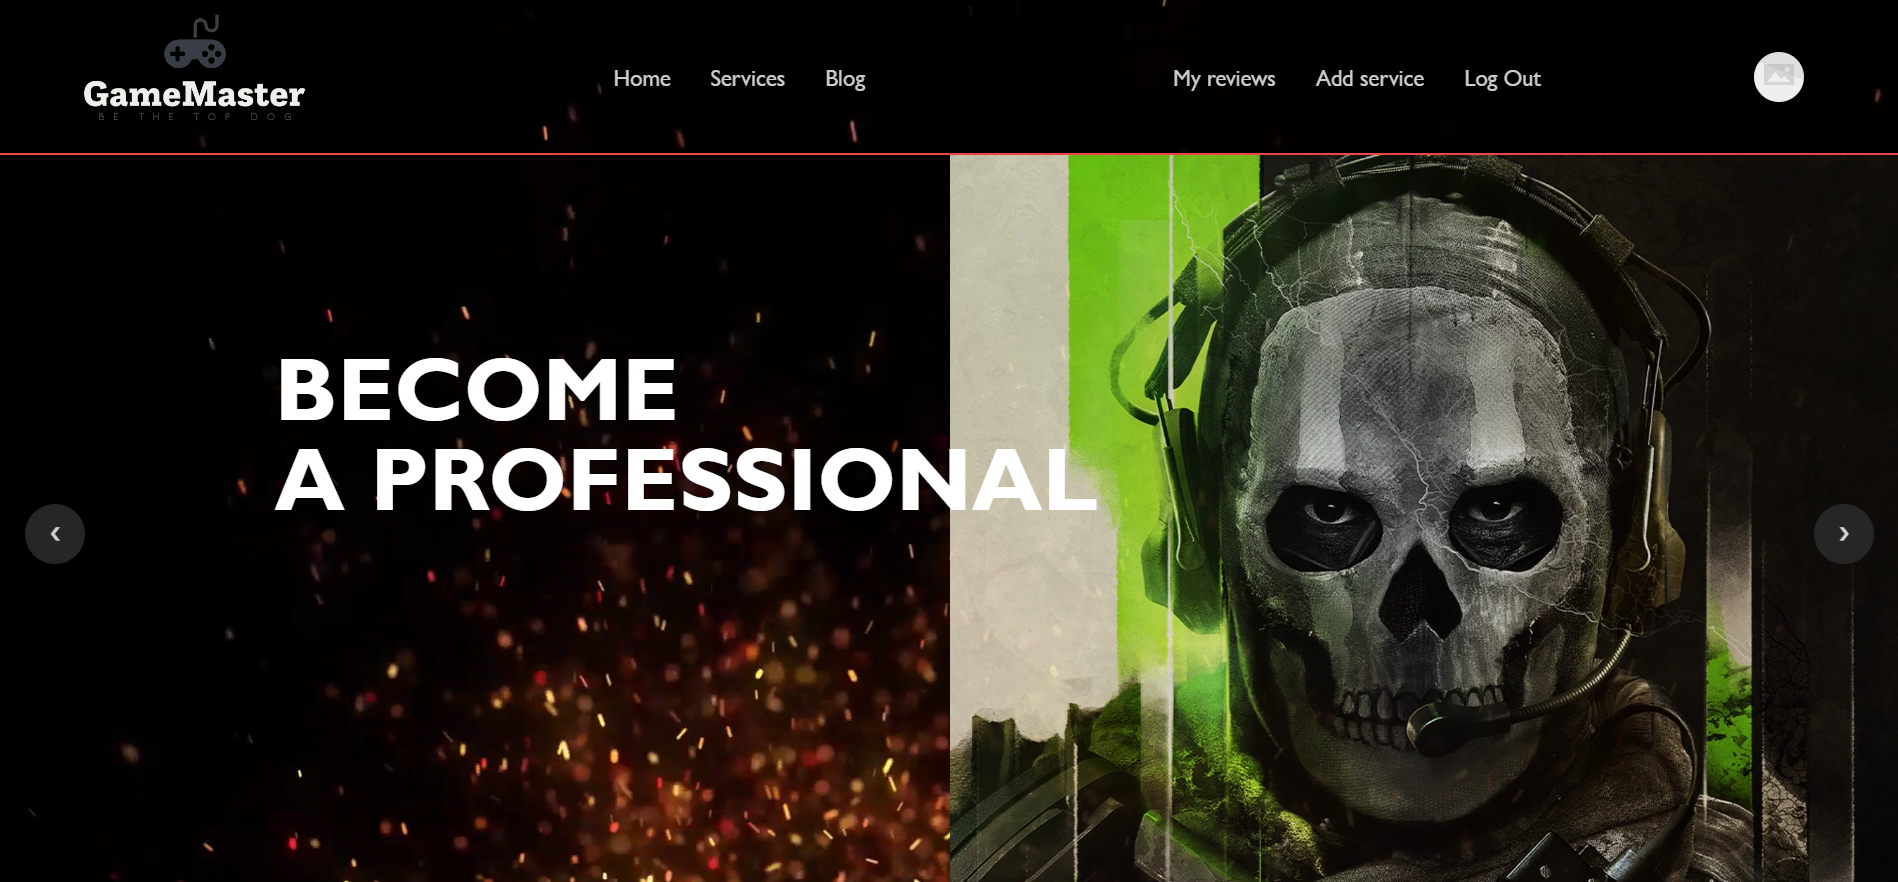 GameMaster
BE THE TOP DOG
Home Services Blog
My reviews Add service Log Out
BECOME
A PROFESSIONAL